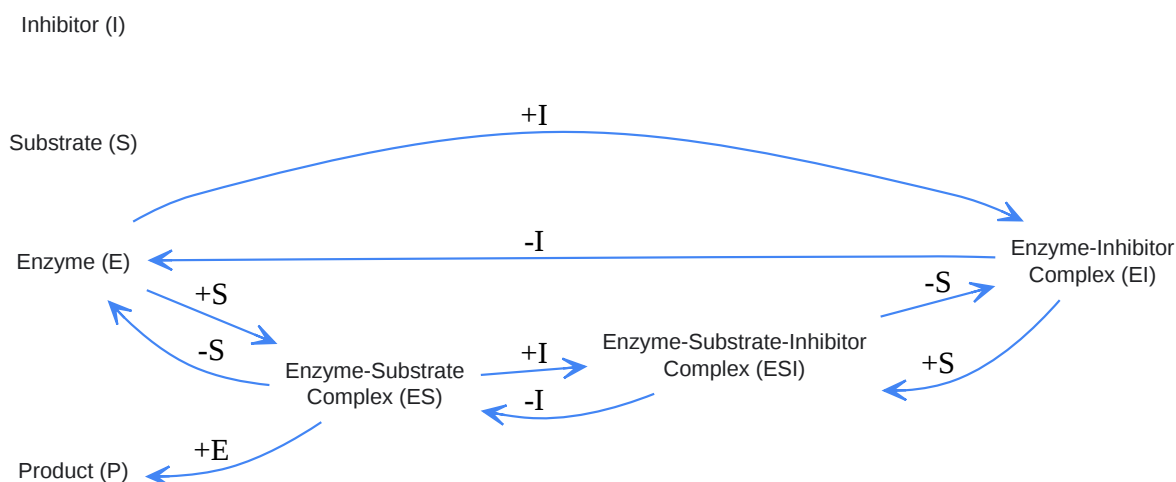 Inhibitor (I)
+I
Substrate (S)
-I
Enzyme (E)
Enzyme-Inhibitor
Complex (EI)
+S
-S
-S
+I
Enzyme-Substrate-Inhibitor
Complex (ESI)
+S
Enzyme-Substrate
Complex (ES)
-I
+E
Product (P)